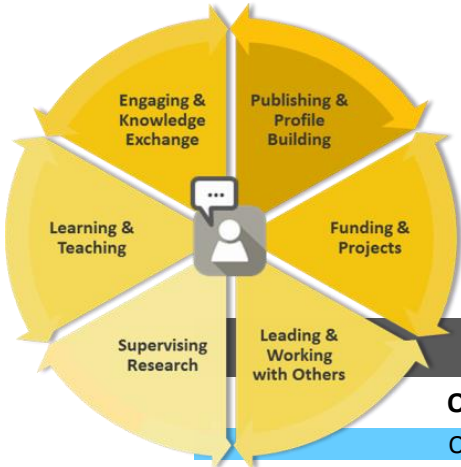 Engaging &
Knowledge
Exchange
Publishing &
Profile
Building
Learning &
Teaching
Funding &
Projects
Supervising
Research
Leading &
Working
with Others